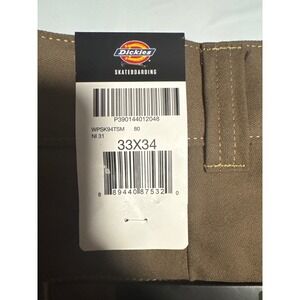 Dickies
SKATEBOARDING
P390144012046
WPSK94TSM 80
NI 31
33X34
8 89440 87532 0